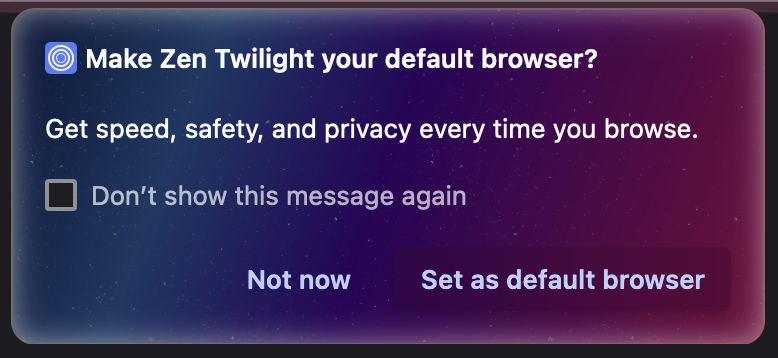 Make Zen Twilight your default browser?
Get speed, safety, and privacy every time you browse.
Don’t show this message again
Not now
Set as default browser